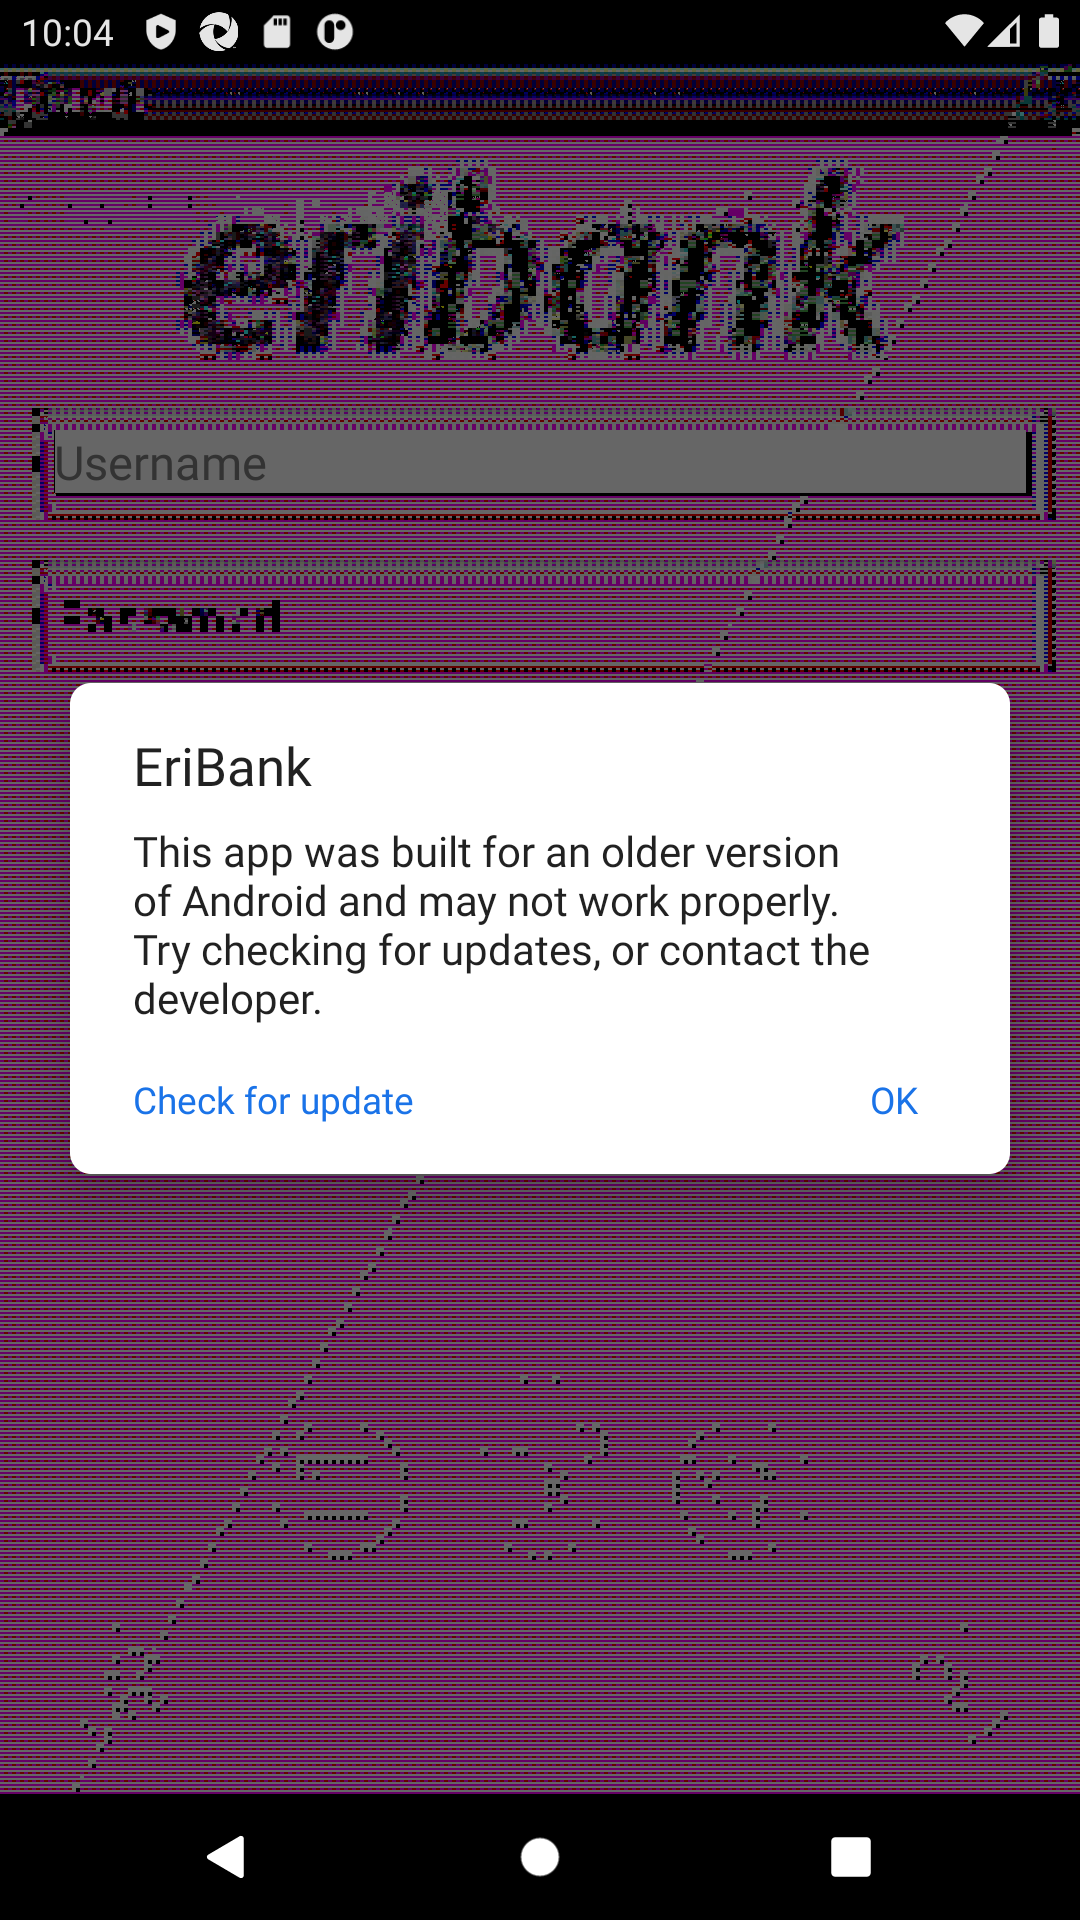 10:04
eribank
Username
Password
EriBank
This app was built for an older version
of Android and may not work properly.
Try checking for updates, or contact the
developer.
Check for update
OK